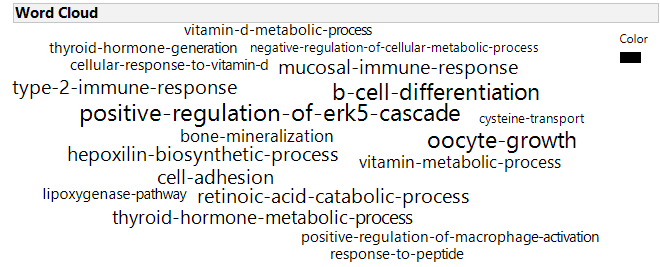 Word Cloud
vitamin-d-metabolic-process
Color
thyroid-hormone-generation negative-regulation-of-cellular-metabolic-process
cellular-response-to-vitamin-d mucosal-immune-response
type-2-immune-response b-cell-differentiation
positive-regulation-of-erk5-cascade cysteine-transport
bone-mineralization oocyte-growth
hepoxilin-biosynthetic-process vitamin-metabolic-process
cell-adhesion
lipoxygenase-pathway retinoic-acid-catabolic-process
thyroid-hormone-metabolic-process
positive-regulation-of-macrophage-activation
response-to-peptide